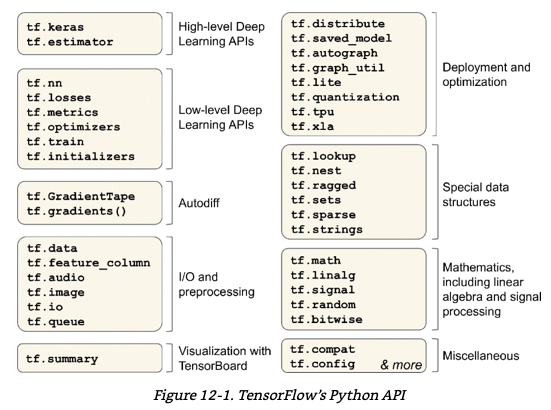 tf.keras
tf.estimator
High-level Deep
Learning APIs
tf.nn
tf.losses
tf.metrics
tf.optimizers
tf.train
tf.initializers
Low-level Deep
Learning APIs
tf.GradientTape
tf.gradients()
Autodiff
tf.data
tf.feature_column
tf.audio
tf.image
tf.io
tf.queue
I/O and
preprocessing
tf.summary
Visualization with
TensorBoard
tf.distribute
tf.saved_model
tf.autograph
tf.graph_util
tf.lite
tf.quantization
tf.tpu
tf.xla
Deployment and
optimization
tf.lookup
tf.nest
tf.ragged
tf.sets
tf.sparse
tf.strings
Special data
structures
tf.math
tf.linalg
tf.signal
tf.random
tf.bitwise
Mathematics,
including linear
algebra and signal
processing
tf.compat
tf.config & more
Miscellaneous
Figure 12-1. TensorFlow's Python API